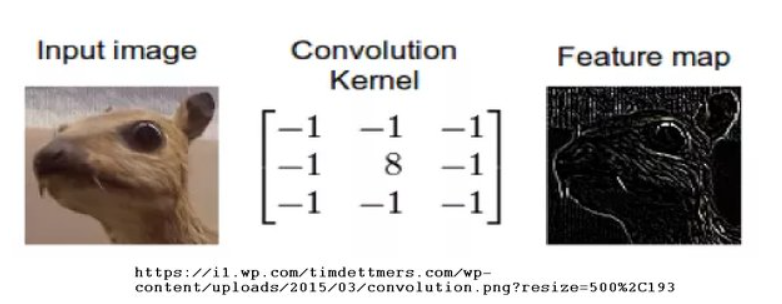 Input image
Convolution
Kernel
Feature map
−1 −1 −1
−1 8 −1
−1 −1 −1
https://i1.wp.com/timdettmers.com/wp-
content/uploads/2015/03/convolution.png?resize=500%2C193